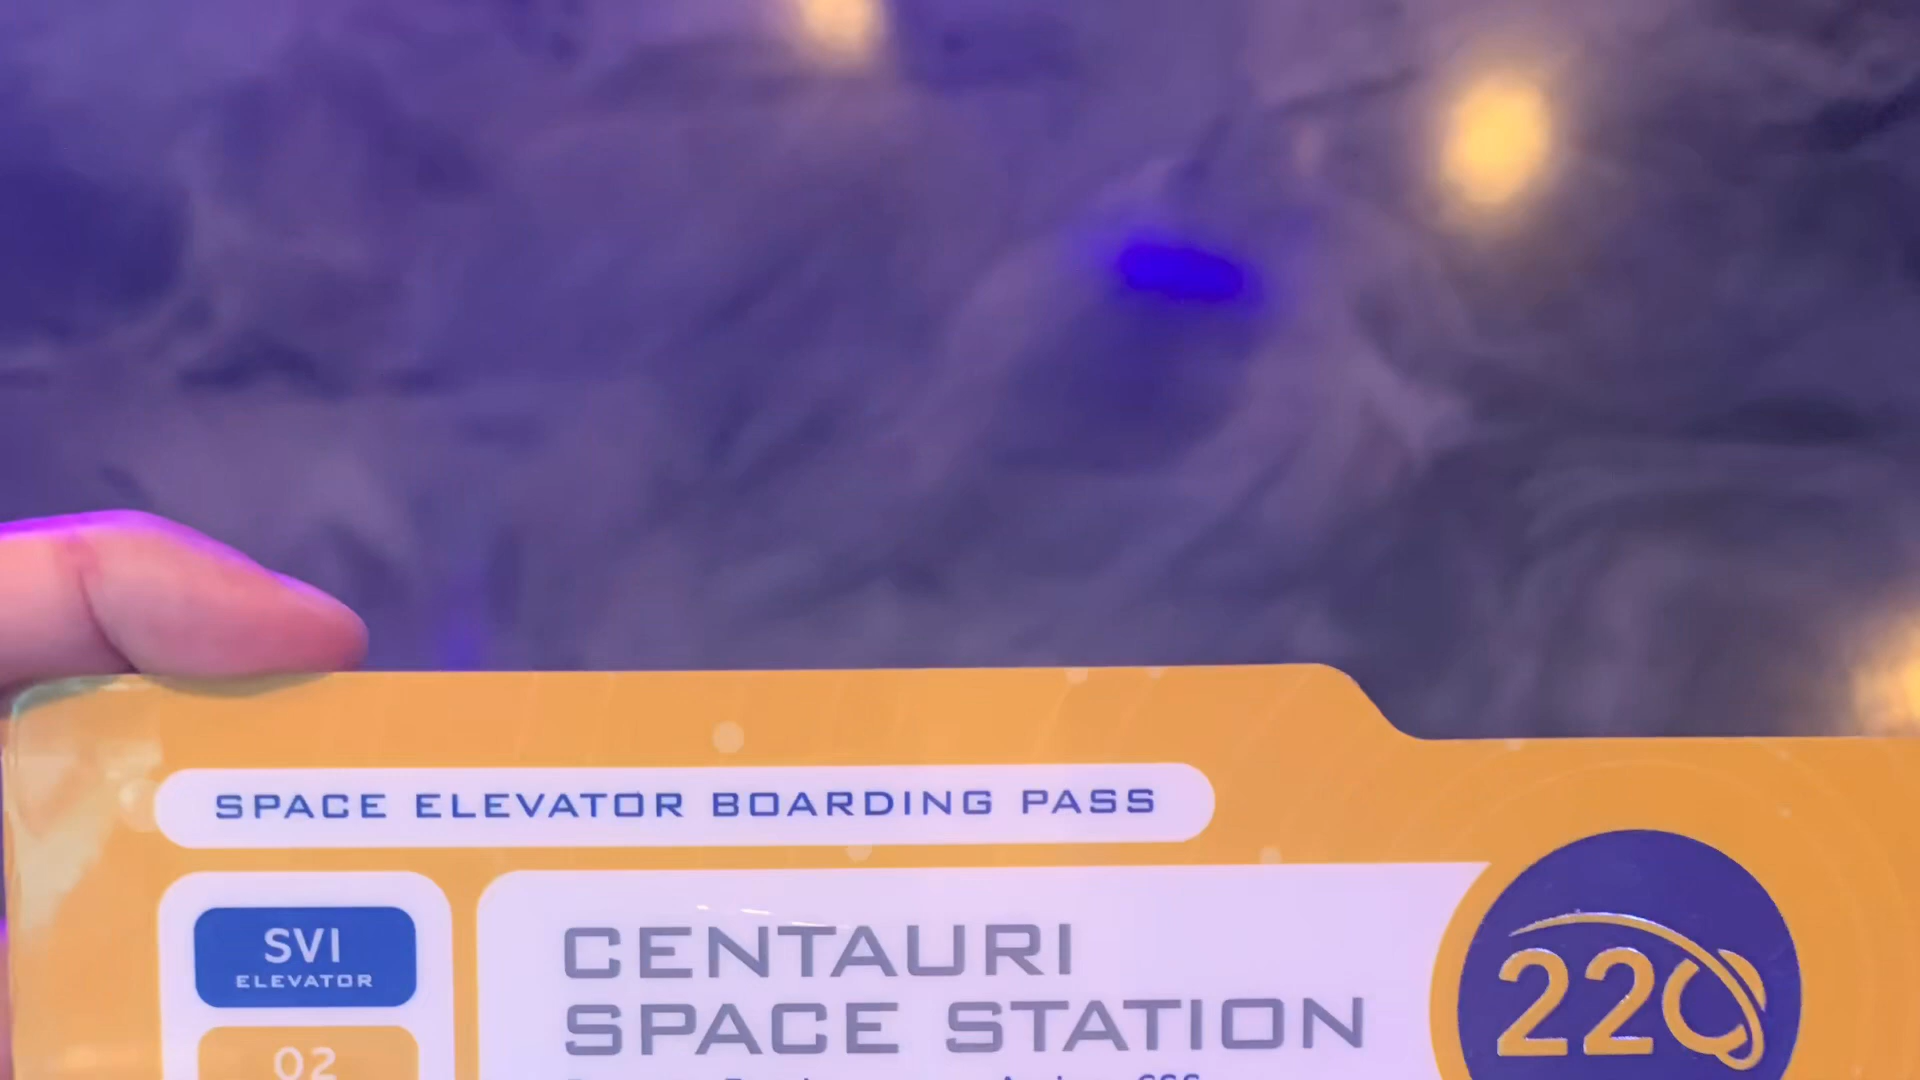 SPACE ELEVATOR BOARDING PASS
SVI
ELEVATOR
02
CENTAURI
SPACE STATION
220